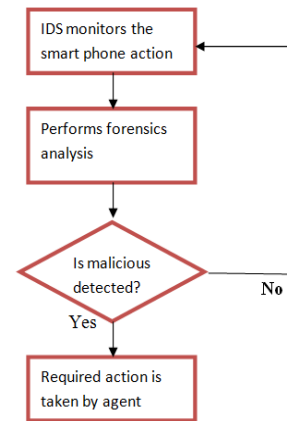 IDS monitors the
smart phone action
Performs forensics
analysis
Is malicious
detected?
No
Yes
Required action is
taken by agent